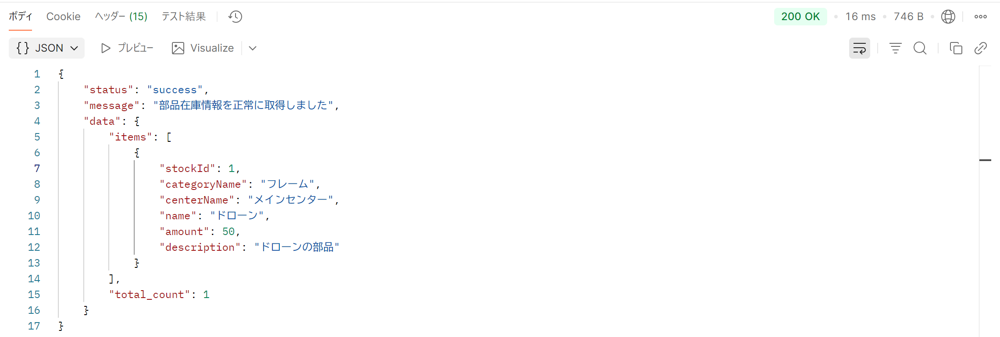 ボディ Cookie ヘッダー (15) テスト結果 200 OK 16 ms 746 B
{} JSON プレビュー Visualize
1 {
2 "status": "success",
3 "message": "部品在庫情報を正常に取得しました",
4 "data": {
5 "items": [
6 {
7 "stockId": 1,
8 "categoryName": "フレーム",
9 "centerName": "メインセンター",
10 "name": "ドローン",
11 "amount": 50,
12 "description": "ドローンの部品"
13 }
14 ],
15 "total_count": 1
16 }
17 }